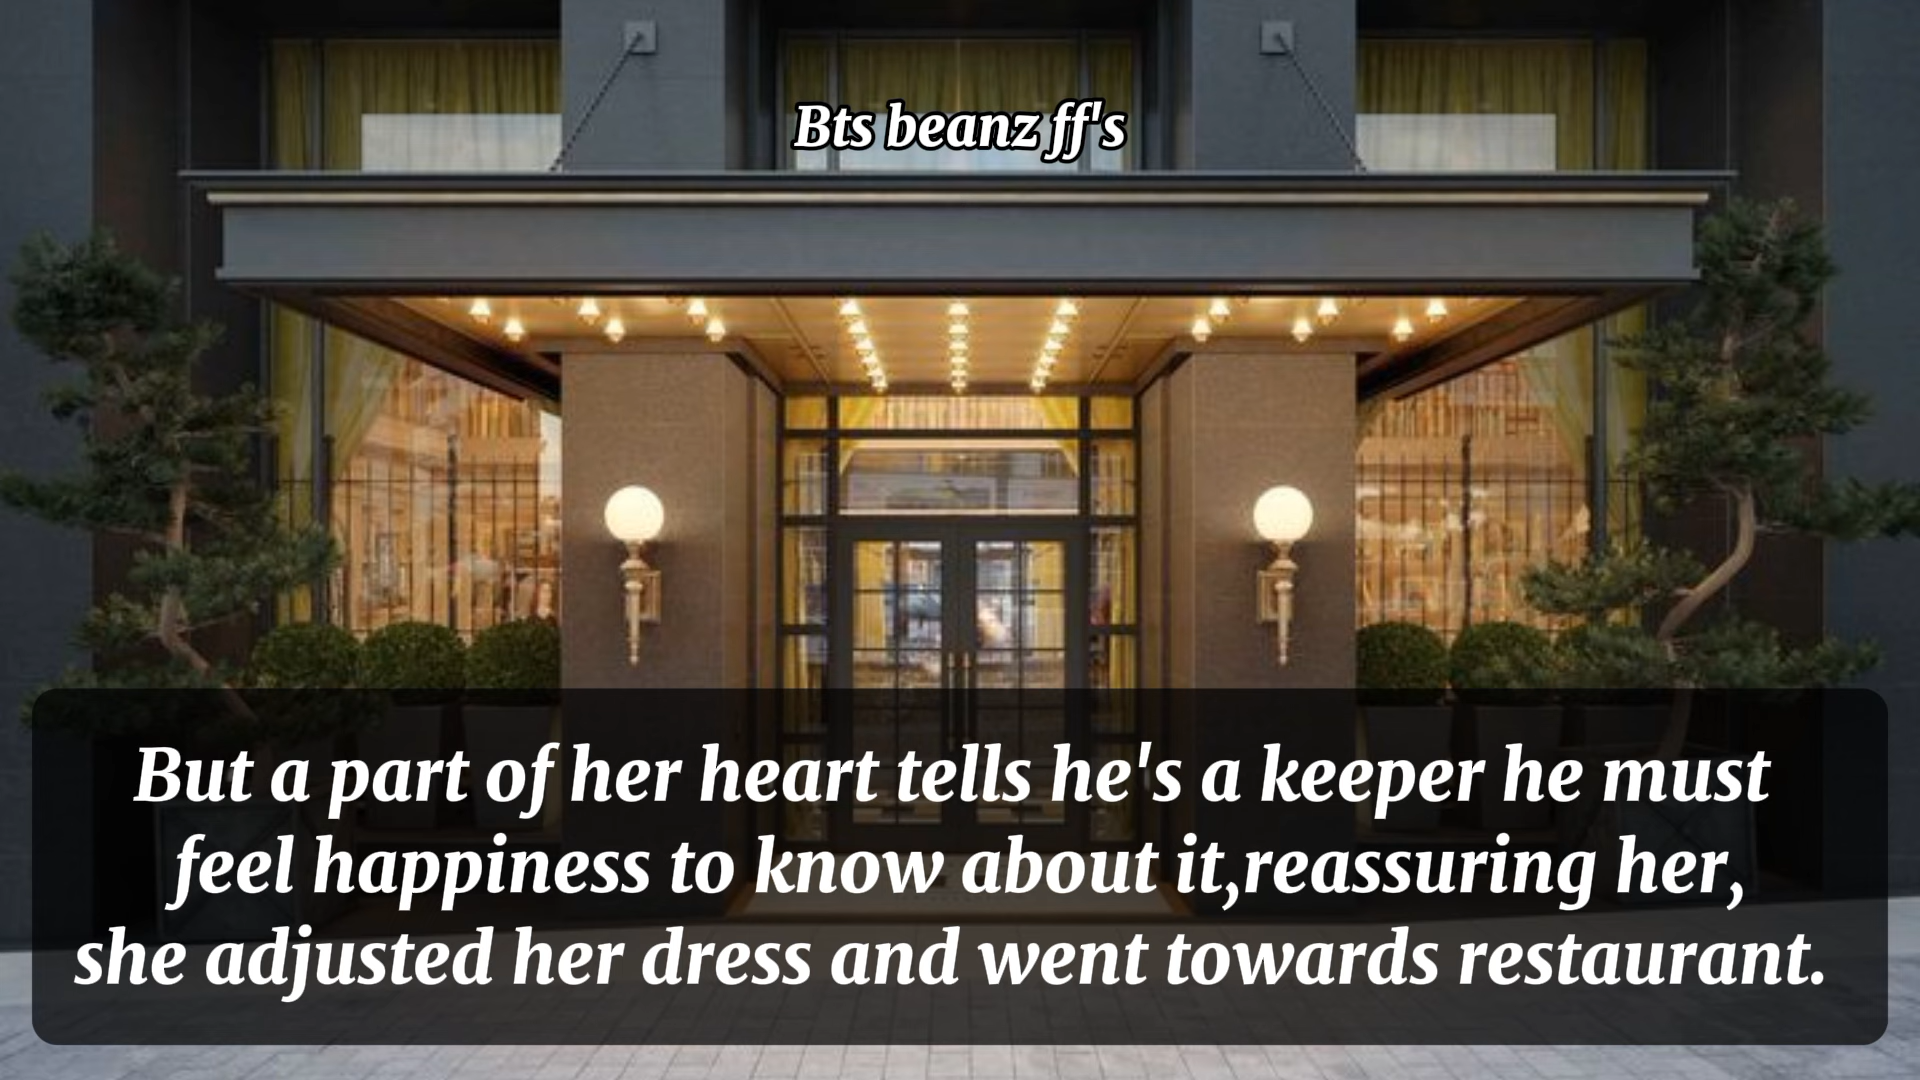 Bts beanz ff's
But a part of her heart tells he's a keeper he must
feel happiness to know about it,reassuring her,
she adjusted her dress and went towards restaurant.